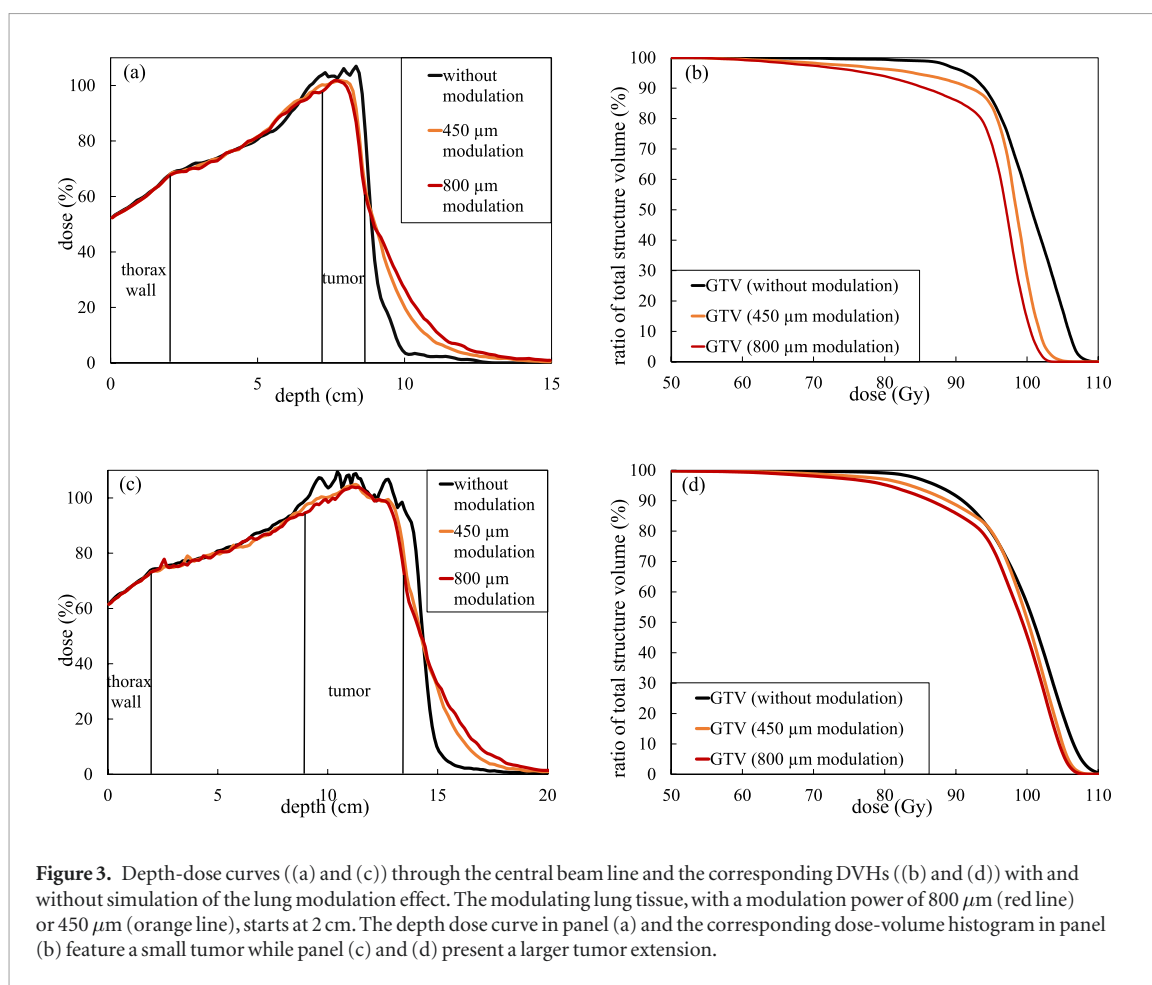 (a)
without
modulation
450 µm
modulation
800 µm
modulation
thorax
wall
tumor
dose (%)
100
80
60
40
20
0
0 5 10 15
depth (cm)
(b)
ratio of total structure volume (%)
100
90
80
70
60
50
40
30
20
10
0
GTV (without modulation)
GTV (450 µm modulation)
GTV (800 µm modulation)
50 60 70 80 90 100 110
dose (Gy)
(c)
without
modulation
450 µm
modulation
800 µm
modulation
thorax
wall
tumor
dose (%)
100
80
60
40
20
0
0 5 10 15 20
depth (cm)
(d)
ratio of total structure volume (%)
100
90
80
70
60
50
40
30
20
10
0
GTV (without modulation)
GTV (450 µm modulation)
GTV (800 µm modulation)
50 60 70 80 90 100 110
dose (Gy)
Figure 3. Depth-dose curves ((a) and (c)) through the central beam line and the corresponding DVHs ((b) and (d)) with and
without simulation of the lung modulation effect. The modulating lung tissue, with a modulation power of 800 µm (red line)
or 450 µm (orange line), starts at 2 cm. The depth dose curve in panel (a) and the corresponding dose-volume histogram in panel
(b) feature a small tumor while panel (c) and (d) present a larger tumor extension.